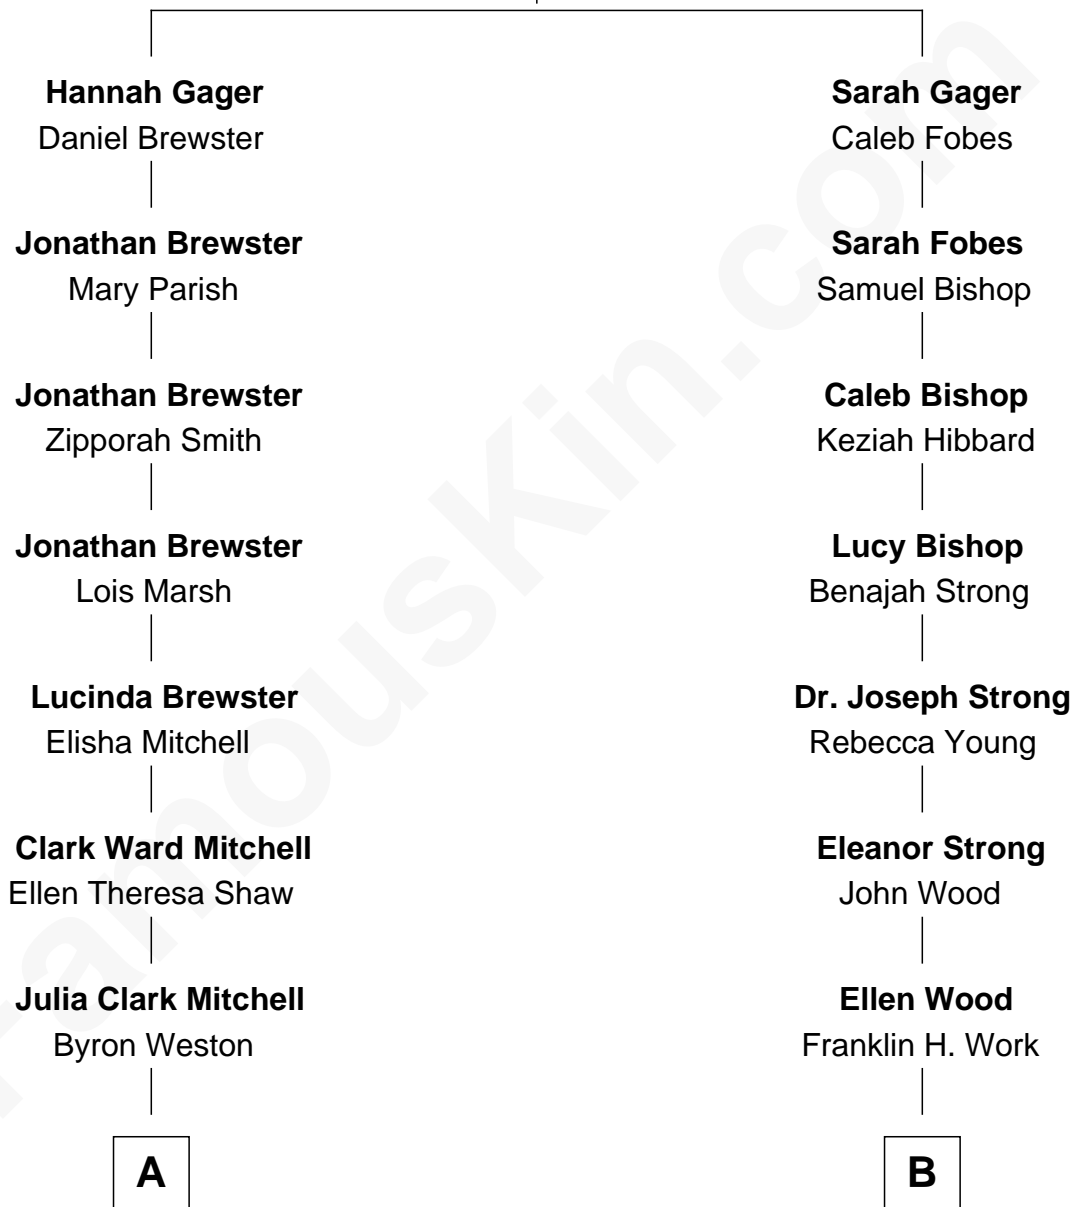 Hannah Gager
Daniel Brewster
Jonathan Brewster
Mary Parish
Jonathan Brewster
Zipporah Smith
Jonathan Brewster
Lois Marsh
Lucinda Brewster
Elisha Mitchell
Clark Ward Mitchell
Ellen Theresa Shaw
Julia Clark Mitchell
Byron Weston
A
Sarah Gager
Caleb Fobes
Sarah Fobes
Samuel Bishop
Caleb Bishop
Keziah Hibbard
Lucy Bishop
Benajah Strong
Dr. Joseph Strong
Rebecca Young
Eleanor Strong
John Wood
Ellen Wood
Franklin H. Work
B
FamousKin.com